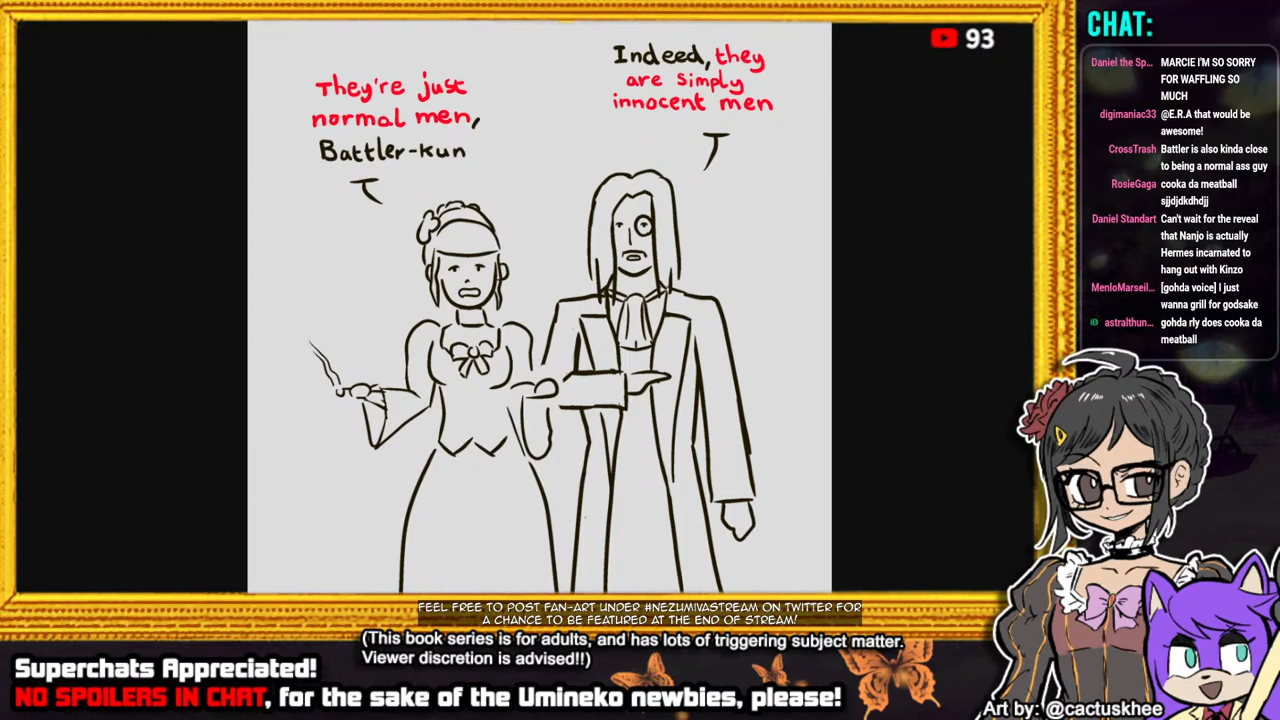 They're just
normal men,
Battler-kun
Indeed, they
are simply
innocent men
93
CHAT:
Daniel the Sp... MARCIE I'M SO SORRY
FOR WAFFLING SO
MUCH
digimaniac33 @E.R.A that would be
awesome!
CrossTrash Battler is also kinda close
to being a normal ass guy
RosieGaga cooka da meatball
sjjdjdkdhdjj
Daniel Standart Can't wait for the reveal
that Nanjo is actually
Hermes incarnated to
hang out with Kinzo
MenloMarseil... [gohda voice] I just
wanna grill for godsake
astralthun... gohda rly does cooka da
meatball
FEEL FREE TO POST FAN-ART UNDER #NEZUMIVASTREAM ON TWITTER FOR
A CHANCE TO BE FEATURED AT THE END OF STREAM!
(This book series is for adults, and has lots of triggering subject matter.
Viewer discretion is advised!!)
Superchats Appreciated!
NO SPOILERS IN CHAT, for the sake of the Umineko newbies, please!
Art by: @cactuskhee